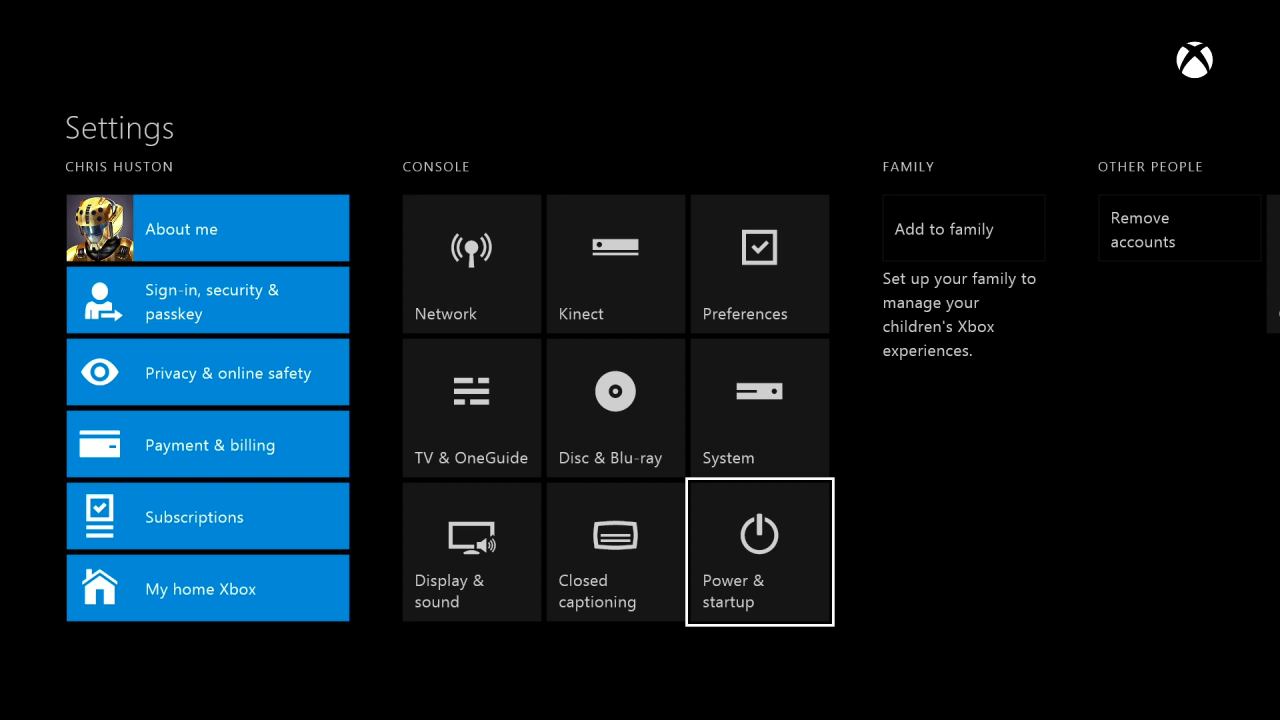 Settings
CHRIS HUSTON
About me
Sign-in, security &
passkey
Privacy & online safety
Payment & billing
Subscriptions
My home Xbox
CONSOLE
Network
Kinect
Preferences
TV & OneGuide
Disc & Blu-ray
System
Display &
sound
Closed
captioning
Power &
startup
FAMILY
Add to family
Set up your family to
manage your
children's Xbox
experiences.
OTHER PEOPLE
Remove
accounts